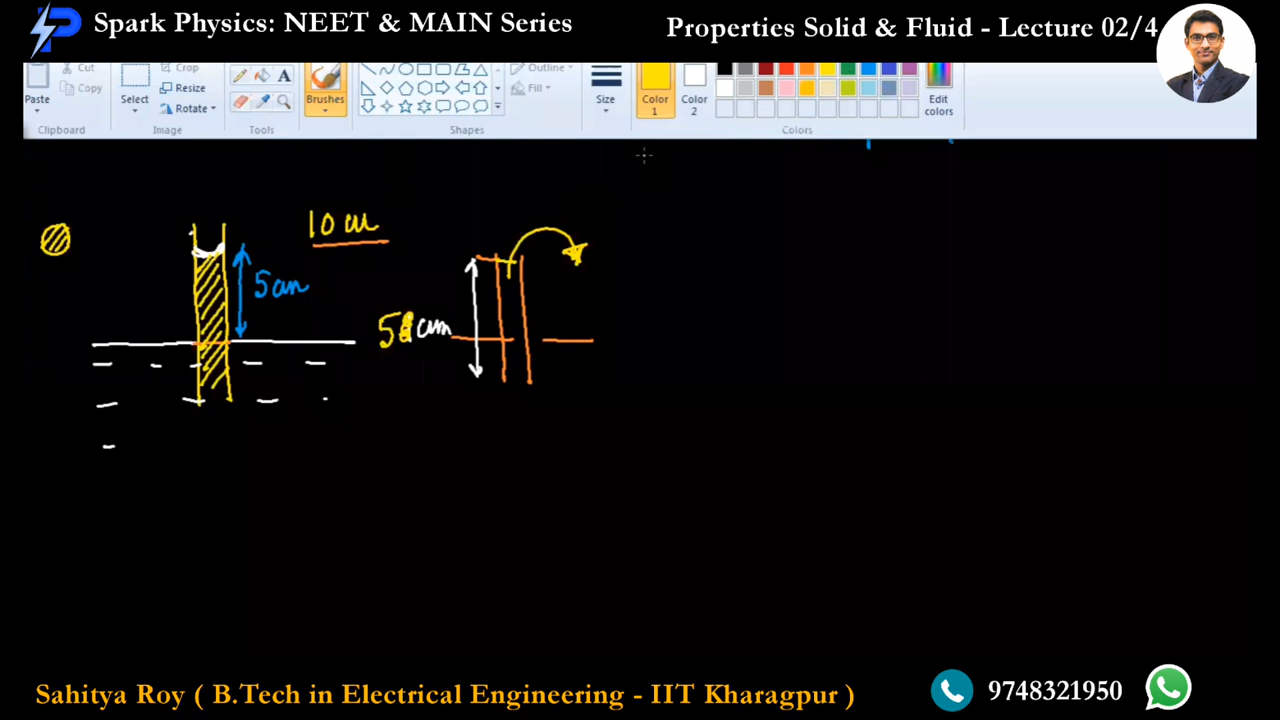 Spark Physics: NEET & MAIN Series
Properties Solid & Fluid - Lecture 02/4
Paste
Cut
Copy
Select
Crop
Resize
Rotate
A
Brushes
Outline
Fill
Size
Color 1
Color 2
Edit colors
Clipboard
Image
Tools
Shapes
Colors
10 cm
5cm
cm
Sahitya Roy ( B.Tech in Electrical Engineering - IIT Kharagpur )
9748321950